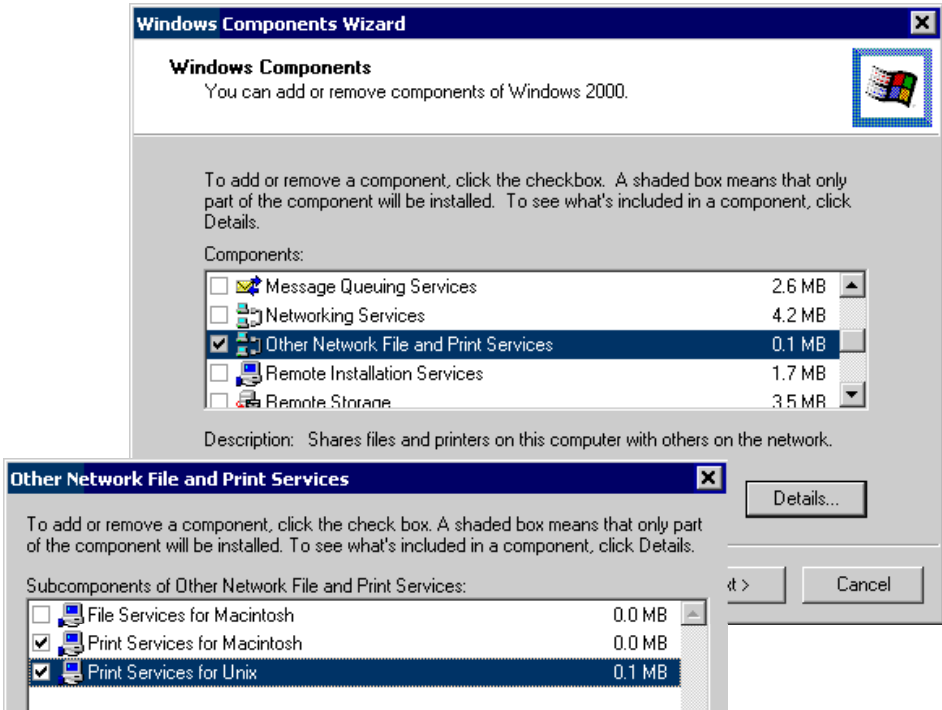 Windows Components Wizard
Windows Components
You can add or remove components of Windows 2000.
To add or remove a component, click the checkbox. A shaded box means that only
part of the component will be installed. To see what's included in a component, click
Details.
Components:
Message Queuing Services 2.6 MB
Networking Services 4.2 MB
Other Network File and Print Services 0.1 MB
Remote Installation Services 1.7 MB
Remote Storage 3.5 MB
Description: Shares files and printers on this computer with others on the network.
Details...
xt > Cancel
Other Network File and Print Services
To add or remove a component, click the check box. A shaded box means that only part
of the component will be installed. To see what's included in a component, click Details.
Subcomponents of Other Network File and Print Services:
File Services for Macintosh 0.0 MB
Print Services for Macintosh 0.0 MB
Print Services for Unix 0.1 MB